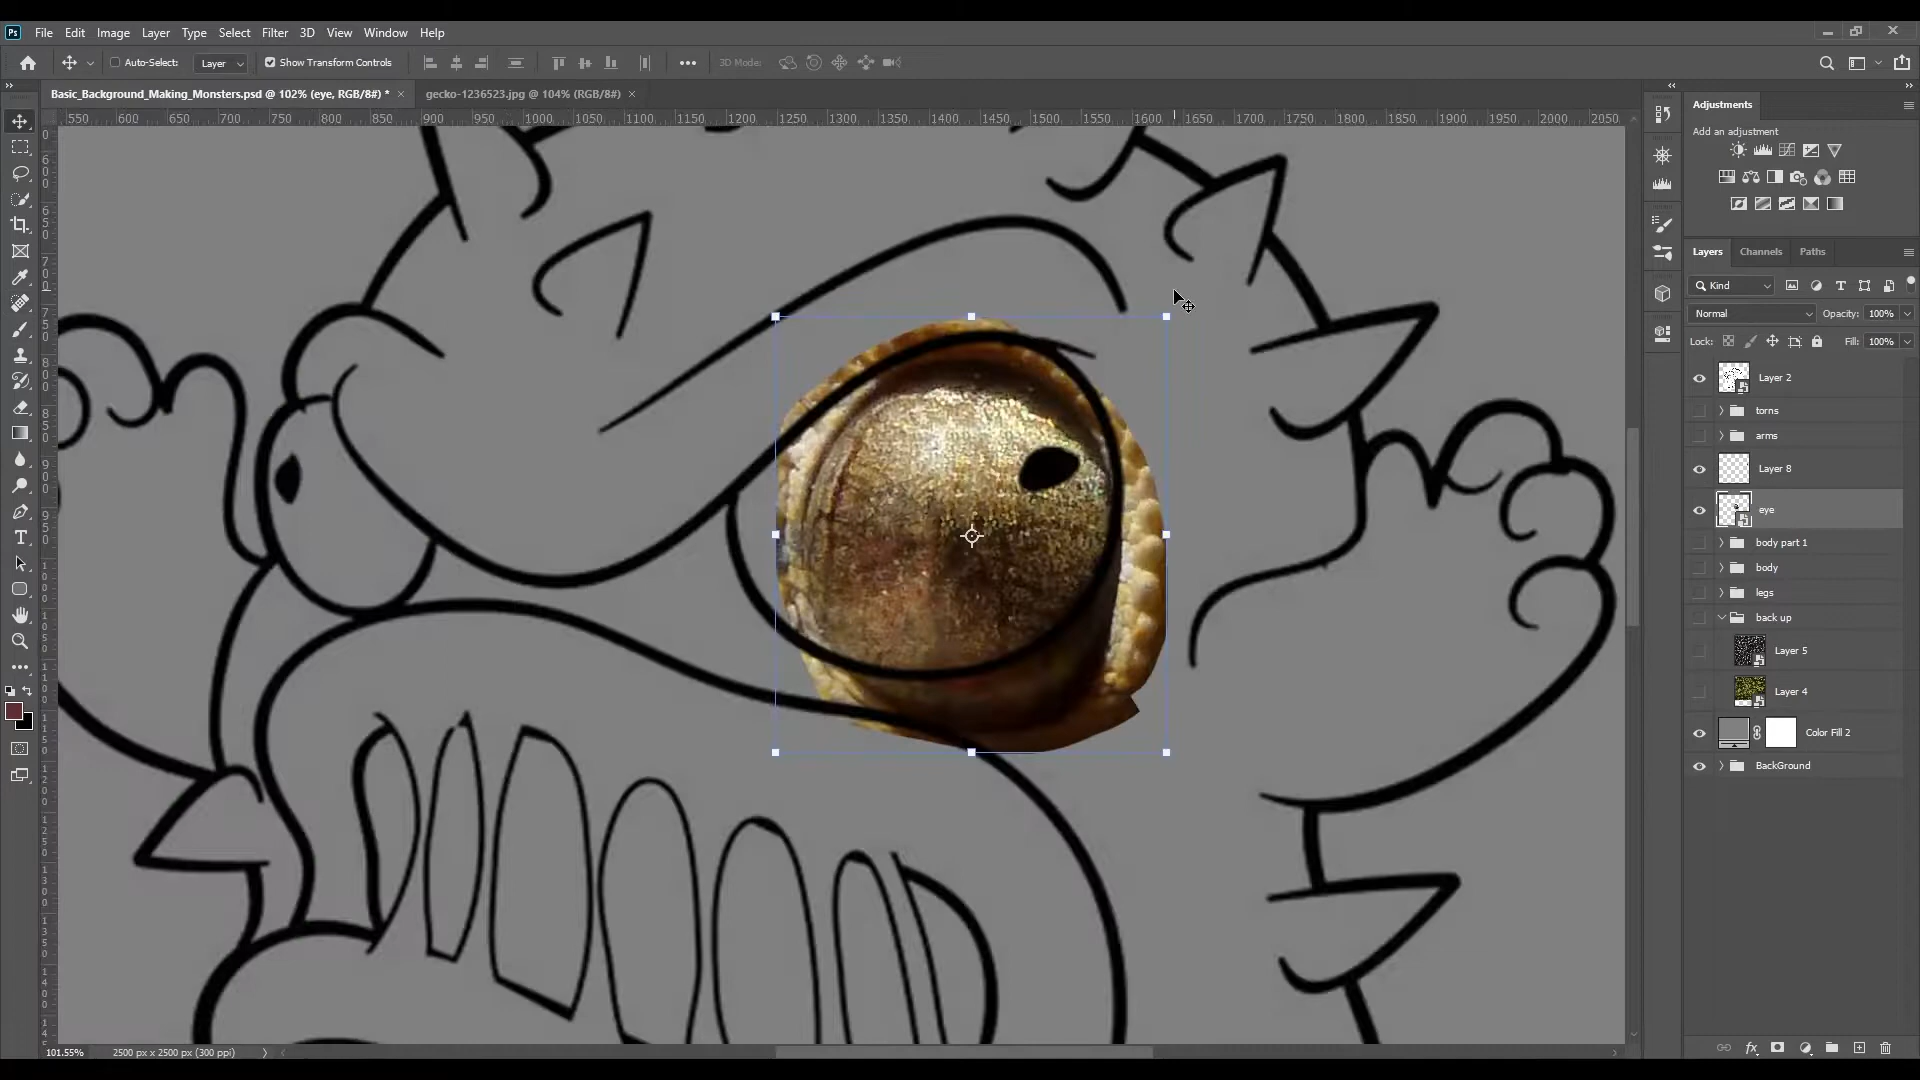 Ps File Edit Image Layer Type Select Filter 3D View Window Help
Auto-Select: Layer Show Transform Controls 3D Mode:
Basic_Background_Making_Monsters.psd @ 102% (eye, RGB/8#) * gecko-1236523.jpg @ 104% (RGB/8#)
550 600 650 700 750 800 850 900 950 1000 1050 1100 1150 1200 1250 1300 1350 1400 1450 1500 1550 1600 1650 1700 1750 1800 1850 1900 1950 2000 2050
Adjustments
Add an adjustment
Layers Channels Paths
Kind
Normal Opacity: 100%
Lock: Fill: 100%
Layer 2
torns
arms
Layer 8
eye
body part 1
body
legs
back up
Layer 5
Layer 4
Color Fill 2
BackGround
101.55% 2500 px x 2500 px (300 ppi)